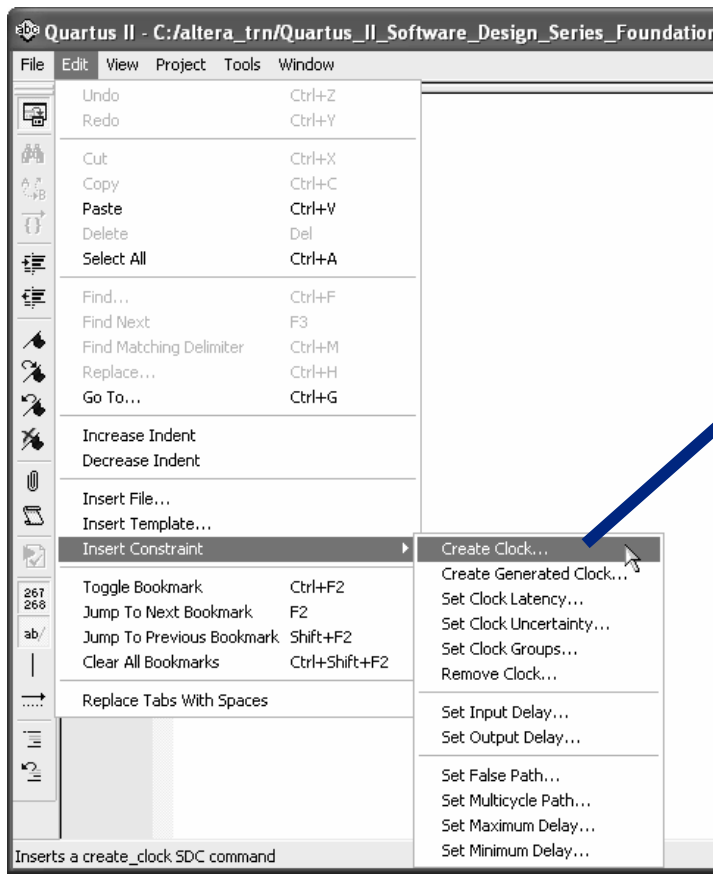 Quartus II - C:/altera_trn/Quartus_II_Software_Design_Series_Foundation
File Edit View Project Tools Window
Undo Ctrl+Z
Redo Ctrl+Y
Cut Ctrl+X
Copy Ctrl+C
Paste Ctrl+V
Delete Del
Select All Ctrl+A
Find... Ctrl+F
Find Next F3
Find Matching Delimiter Ctrl+M
Replace... Ctrl+H
Go To... Ctrl+G
Increase Indent
Decrease Indent
Insert File...
Insert Template...
Insert Constraint
Toggle Bookmark Ctrl+F2
Jump To Next Bookmark F2
Jump To Previous Bookmark Shift+F2
Clear All Bookmarks Ctrl+Shift+F2
Replace Tabs With Spaces
Create Clock...
Create Generated Clock...
Set Clock Latency...
Set Clock Uncertainty...
Set Clock Groups...
Remove Clock...
Set Input Delay...
Set Output Delay...
Set False Path...
Set Multicycle Path...
Set Maximum Delay...
Set Minimum Delay...
267
268
ab/
Inserts a create_clock SDC command